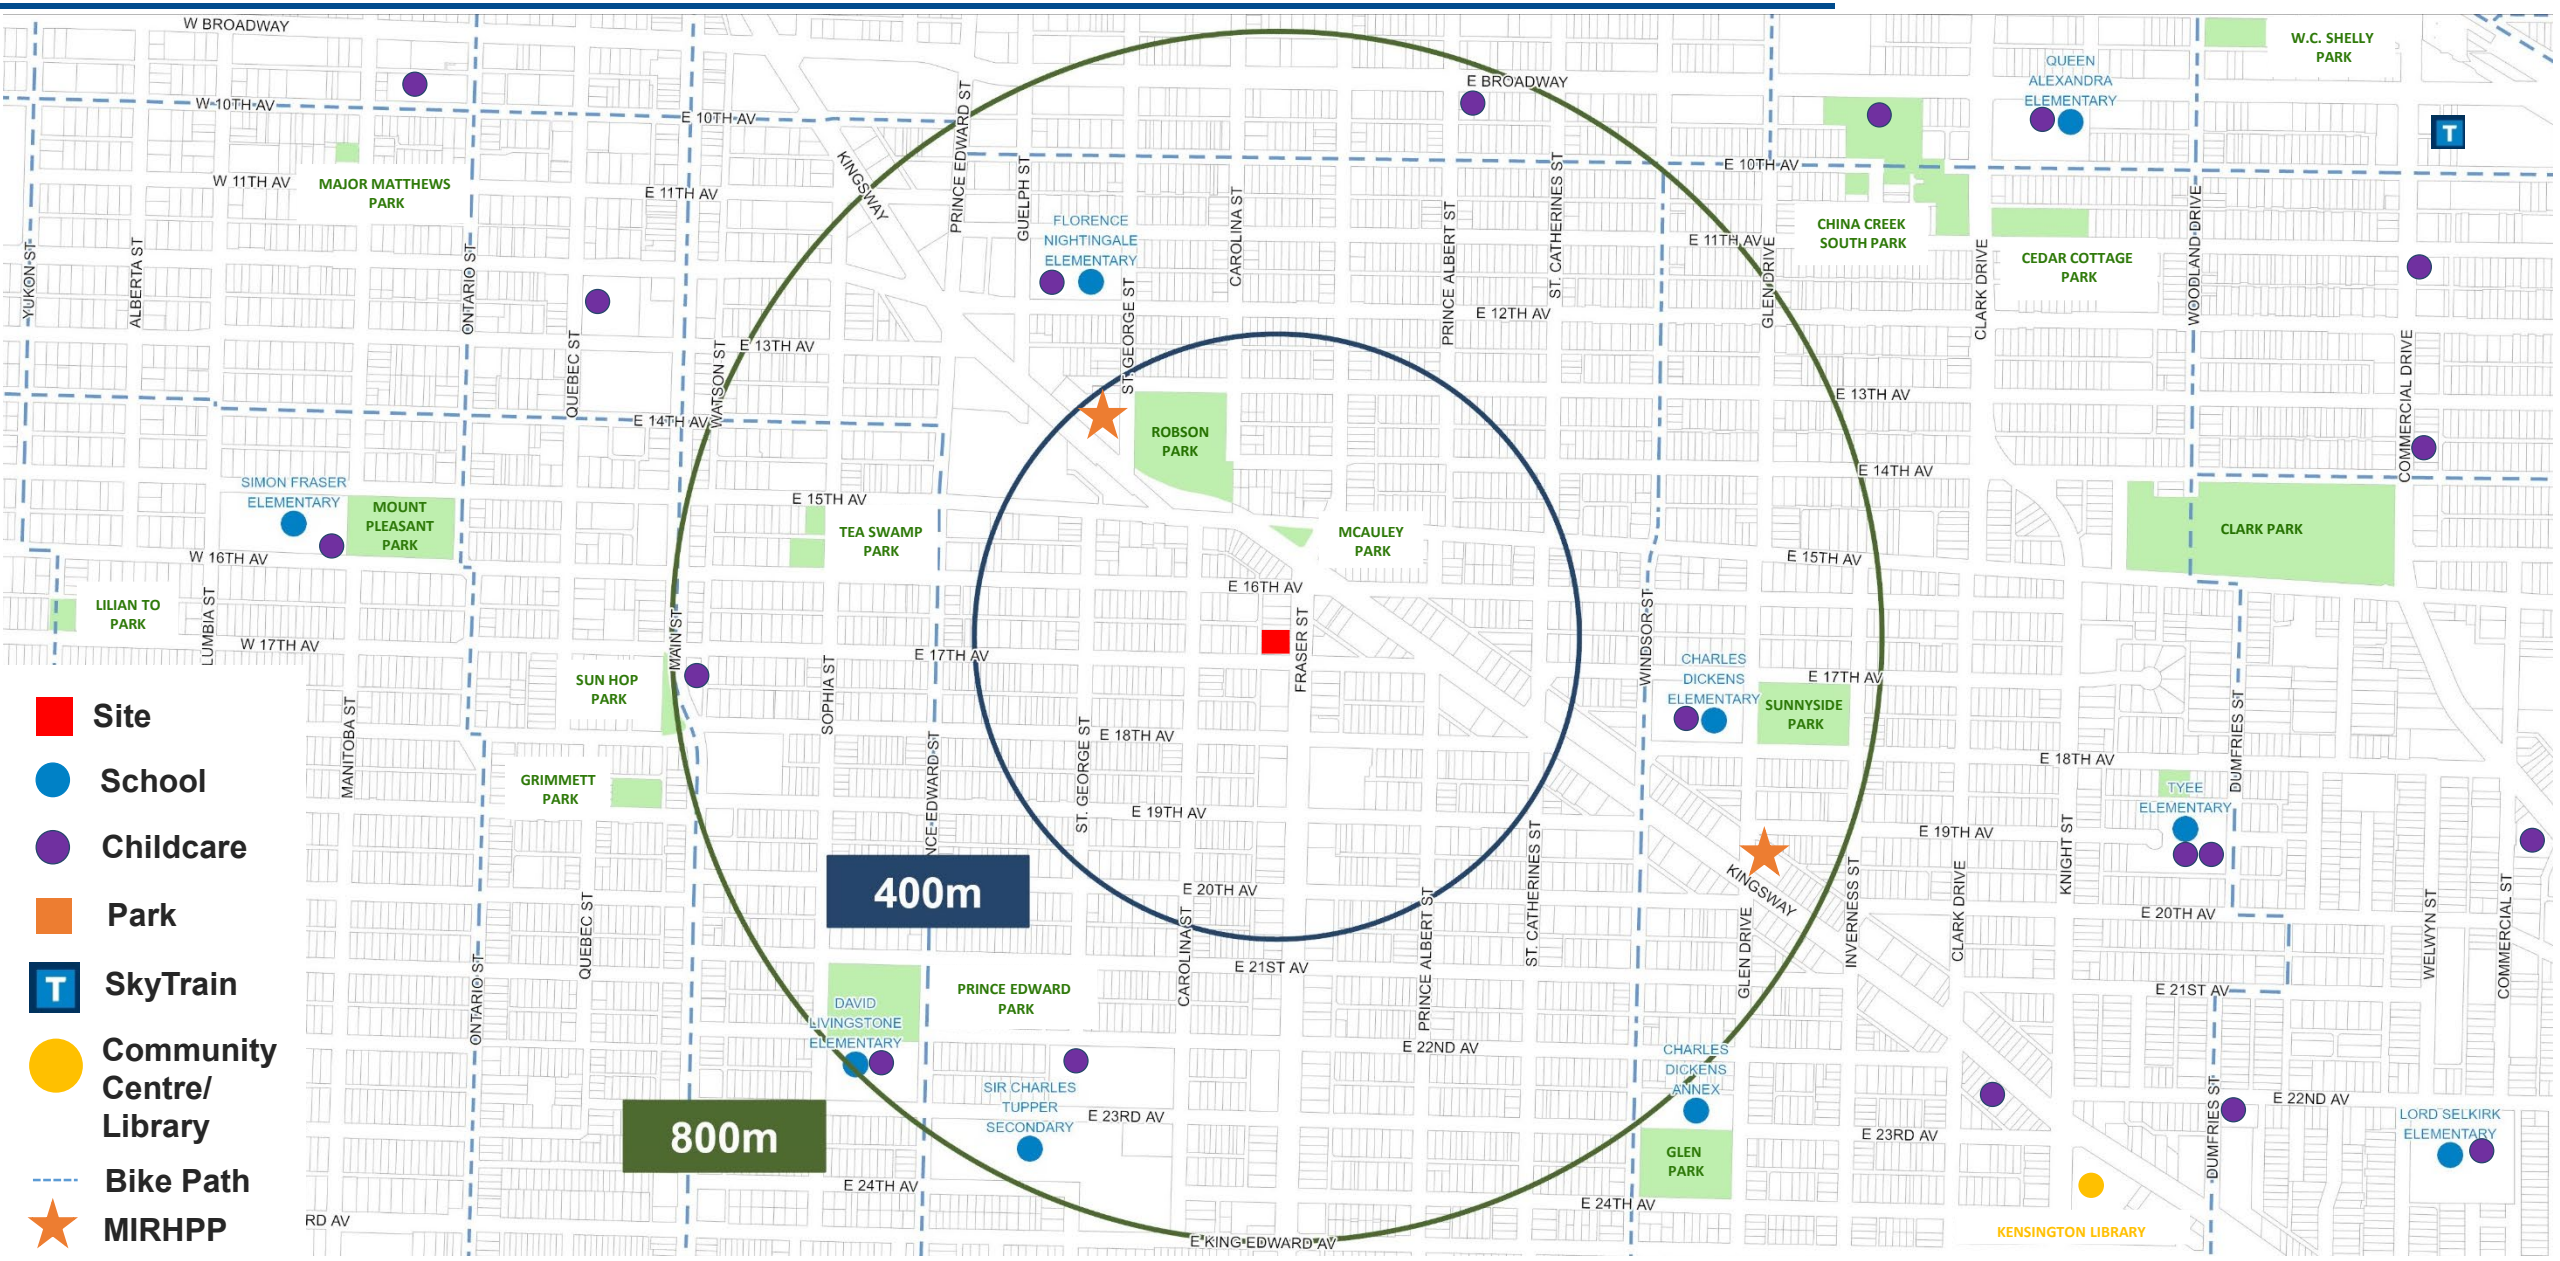 W BROADWAY
W.C. SHELLY
PARK
QUEEN
ALEXANDRA
ELEMENTARY
E BROADWAY
W 10TH AV
E 10TH AV
PRINCE EDWARD ST
T
KINGSWAY
E 10TH AV
W 11TH AV
MAJOR MATTHEWS
PARK
E 11TH AV
GUELPH ST
FLORENCE
NIGHTINGALE
ELEMENTARY
CAROLINA ST
PRINCE ALBERT ST
ST. CATHERINES ST
E 11TH AV
GLEN DRIVE
CHINA CREEK
SOUTH PARK
CLARK DRIVE
CEDAR COTTAGE
PARK
WOODLAND DRIVE
YUKON ST
ALBERTA ST
ONTARIO ST
QUEBEC ST
WATSON ST
E 13TH AV
ST. GEORGE ST
E 12TH AV
COMMERCIAL DRIVE
E 13TH AV
E 14TH AV
ROBSON
PARK
E 14TH AV
SIMON FRASER
ELEMENTARY
MOUNT
PLEASANT
PARK
E 15TH AV
TEA SWAMP
PARK
MCAULEY
PARK
CLARK PARK
W 16TH AV
E 15TH AV
E 16TH AV
LILIAN TO
PARK
LUMBIA ST
W 17TH AV
MAIN ST
E 17TH AV
FRASER ST
WINDSOR ST
CHARLES
DICKENS
ELEMENTARY
E 17TH AV
SUNNYSIDE
PARK
SUN HOP
PARK
SOPHIA ST
MANITOBA ST
DUMFRIES ST
Site
School
Childcare
Park
T
SkyTrain
Community
Centre/
Library
Bike Path
MIRHPP
GRIMMETT
PARK
NCE EDWARD ST
ST. GEORGE ST
E 18TH AV
E 18TH AV
TYEE
ELEMENTARY
E 19TH AV
E 19TH AV
KNIGHT ST
400m
E 20TH AV
CAROLINA ST
PRINCE ALBERT ST
ST. CATHERINES ST
KINGSWAY
GLEN DRIVE
INVERNESS ST
CLARK DRIVE
E 20TH AV
WELWYN ST
COMMERCIAL ST
QUEBEC ST
ONTARIO ST
E 21ST AV
E 21ST AV
PRINCE EDWARD
PARK
DAVID
LIVINGSTONE
ELEMENTARY
E 22ND AV
CHARLES
DICKENS
ANNEX
SIR CHARLES
TUPPER
SECONDARY
E 23RD AV
DUMFRIES ST
E 22ND AV
LORD SELKIRK
ELEMENTARY
800m
E 23RD AV
GLEN
PARK
E 24TH AV
E 24TH AV
RD AV
E KING EDWARD AV
KENSINGTON LIBRARY